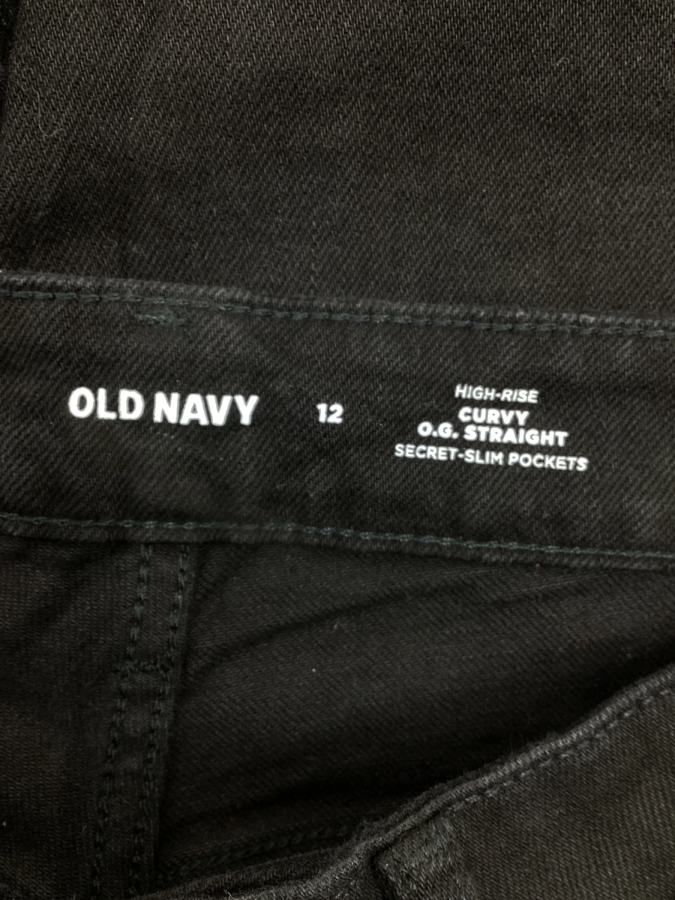 OLD NAVY
12
HIGH-RISE
CURVY
O.G. STRAIGHT
SECRET-SLIM POCKETS